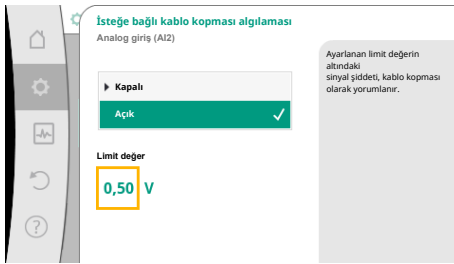 İsteğe bağlı kablo kopması algılaması
Analog giriş (AI2)
Kapalı
Açık
Limit değer
0,50 V
Ayarlanan limit değerin
altındaki
sinyal şiddeti, kablo kopması
olarak yorumlanır.
?